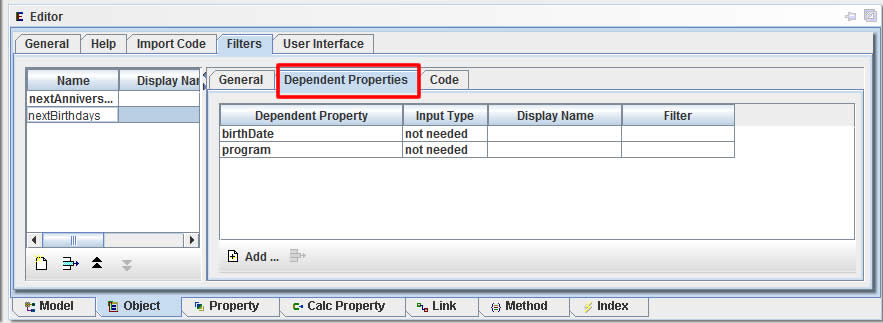 Editor
General Help Import Code Filters User Interface
Name Display Nar
nextAnnivers...
nextBirthdays
General Dependent Properties Code
Dependent Property Input Type Display Name Filter
birthDate not needed
program not needed
Add ...
Model Object Property Calc Property Link Method Index